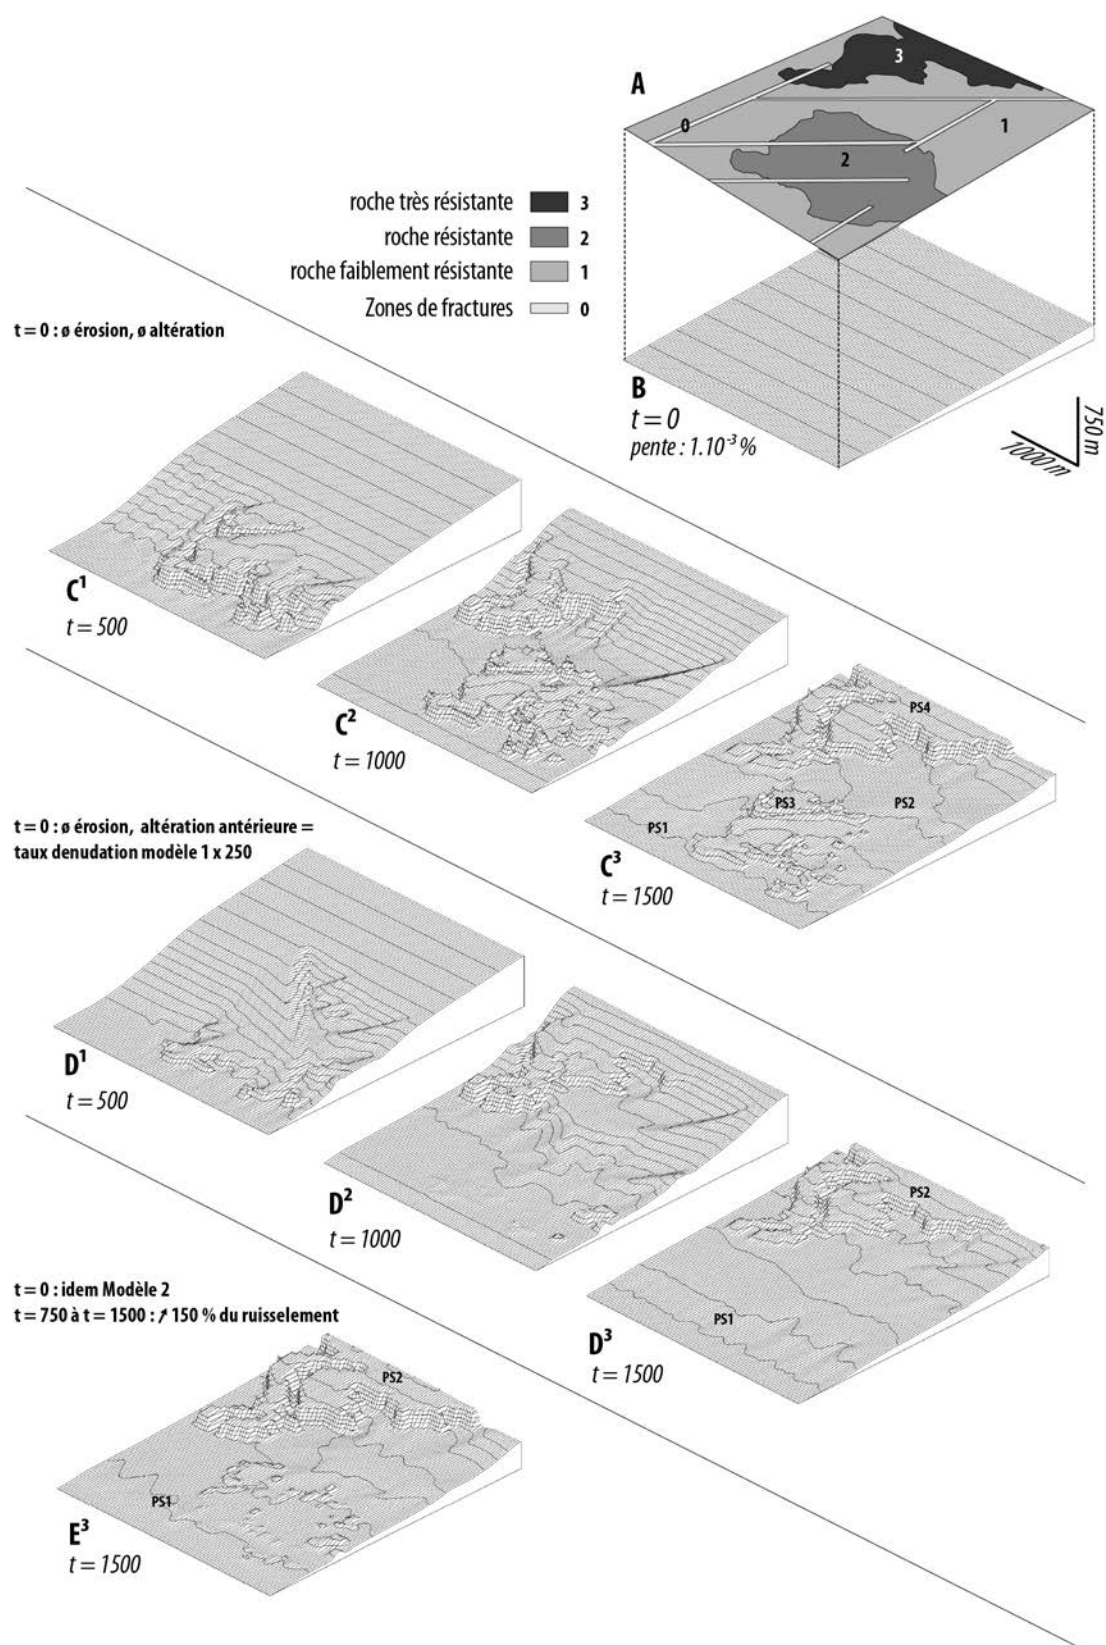 A
3
0
1
2
roche très résistante 3
roche résistante 2
roche faiblement résistante 1
Zones de fractures 0
B
t = 0
pente : 1.10⁻³ %
750 m
1000 m
t = 0 : ø érosion, ø altération
C¹
t = 500
C²
t = 1000
PS4
PS3
PS2
PS1
C³
t = 1500
t = 0 : ø érosion, altération antérieure =
taux denudation modèle 1 x 250
D¹
t = 500
D²
t = 1000
PS2
PS1
D³
t = 1500
t = 0 : idem Modèle 2
t = 750 à t = 1500 : ↗ 150 % du ruisselement
PS2
PS1
E³
t = 1500